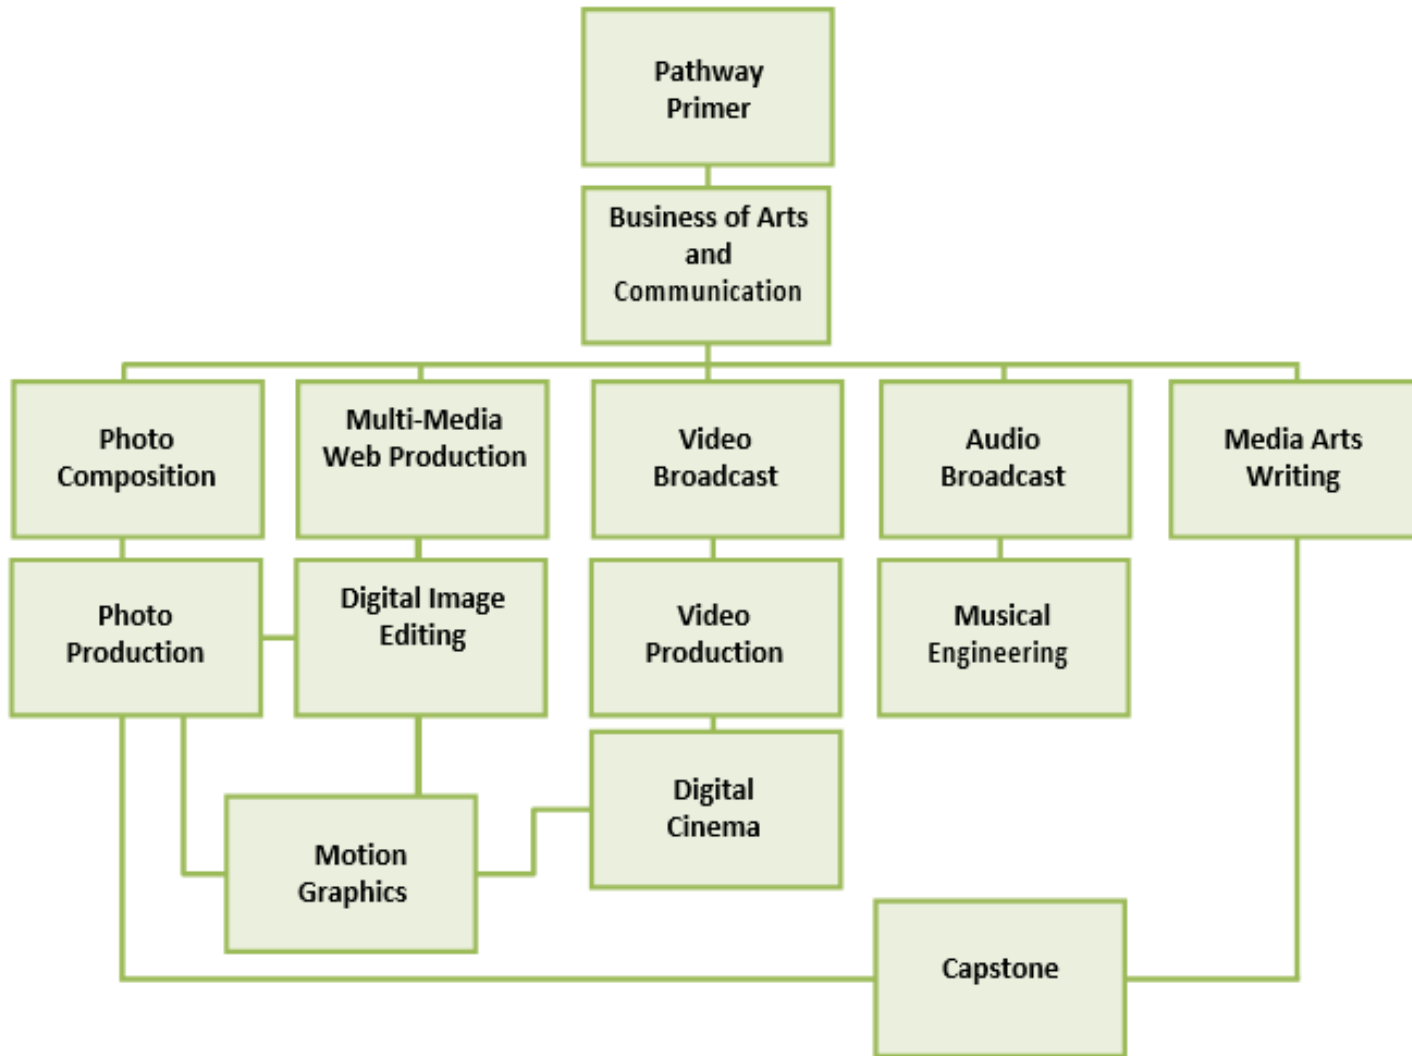 Pathway
Primer
Business of Arts
and
Communication
Photo
Composition
Multi-Media
Web Production
Video
Broadcast
Audio
Broadcast
Media Arts
Writing
Photo
Production
Digital Image
Editing
Video
Production
Musical
Engineering
Digital
Cinema
Motion
Graphics
Capstone